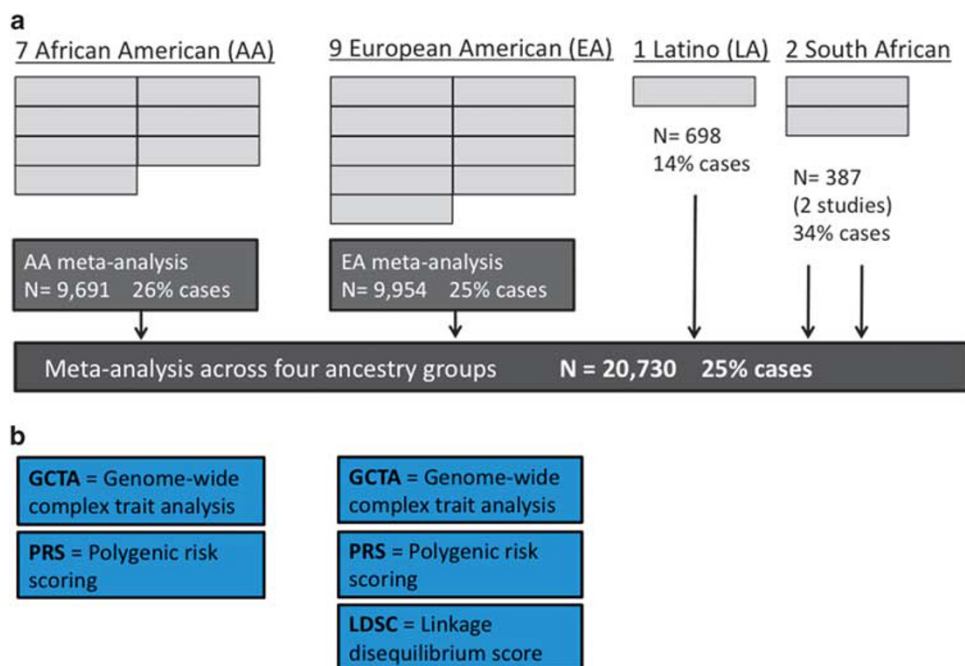 a
7 African American (AA)
9 European American (EA)
1 Latino (LA)
2 South African
N= 698
14% cases
N= 387
(2 studies)
34% cases
AA meta-analysis
N= 9,691 26% cases
EA meta-analysis
N= 9,954 25% cases
Meta-analysis across four ancestry groups N = 20,730 25% cases
b
GCTA = Genome-wide
complex trait analysis
PRS = Polygenic risk
scoring
GCTA = Genome-wide
complex trait analysis
PRS = Polygenic risk
scoring
LDSC = Linkage
disequilibrium score